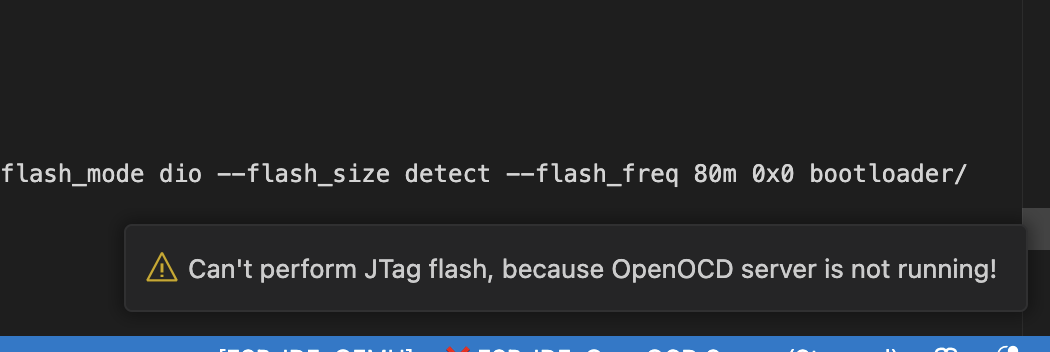 flash_mode dio --flash_size detect --flash_freq 80m 0x0 bootloader/
Can't perform JTag flash, because OpenOCD server is not running!